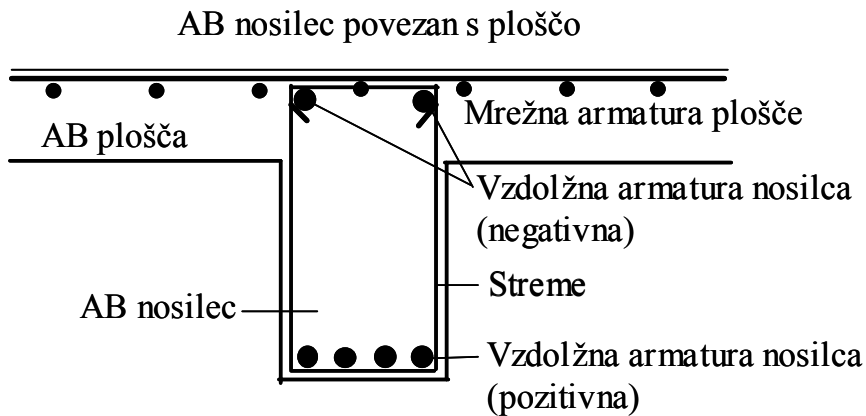 AB nosilec povezan s ploščo
Mrežna armatura plošče
AB plošča
Vzdolžna armatura nosilca
(negativna)
Streme
AB nosilec
Vzdolžna armatura nosilca
(pozitivna)